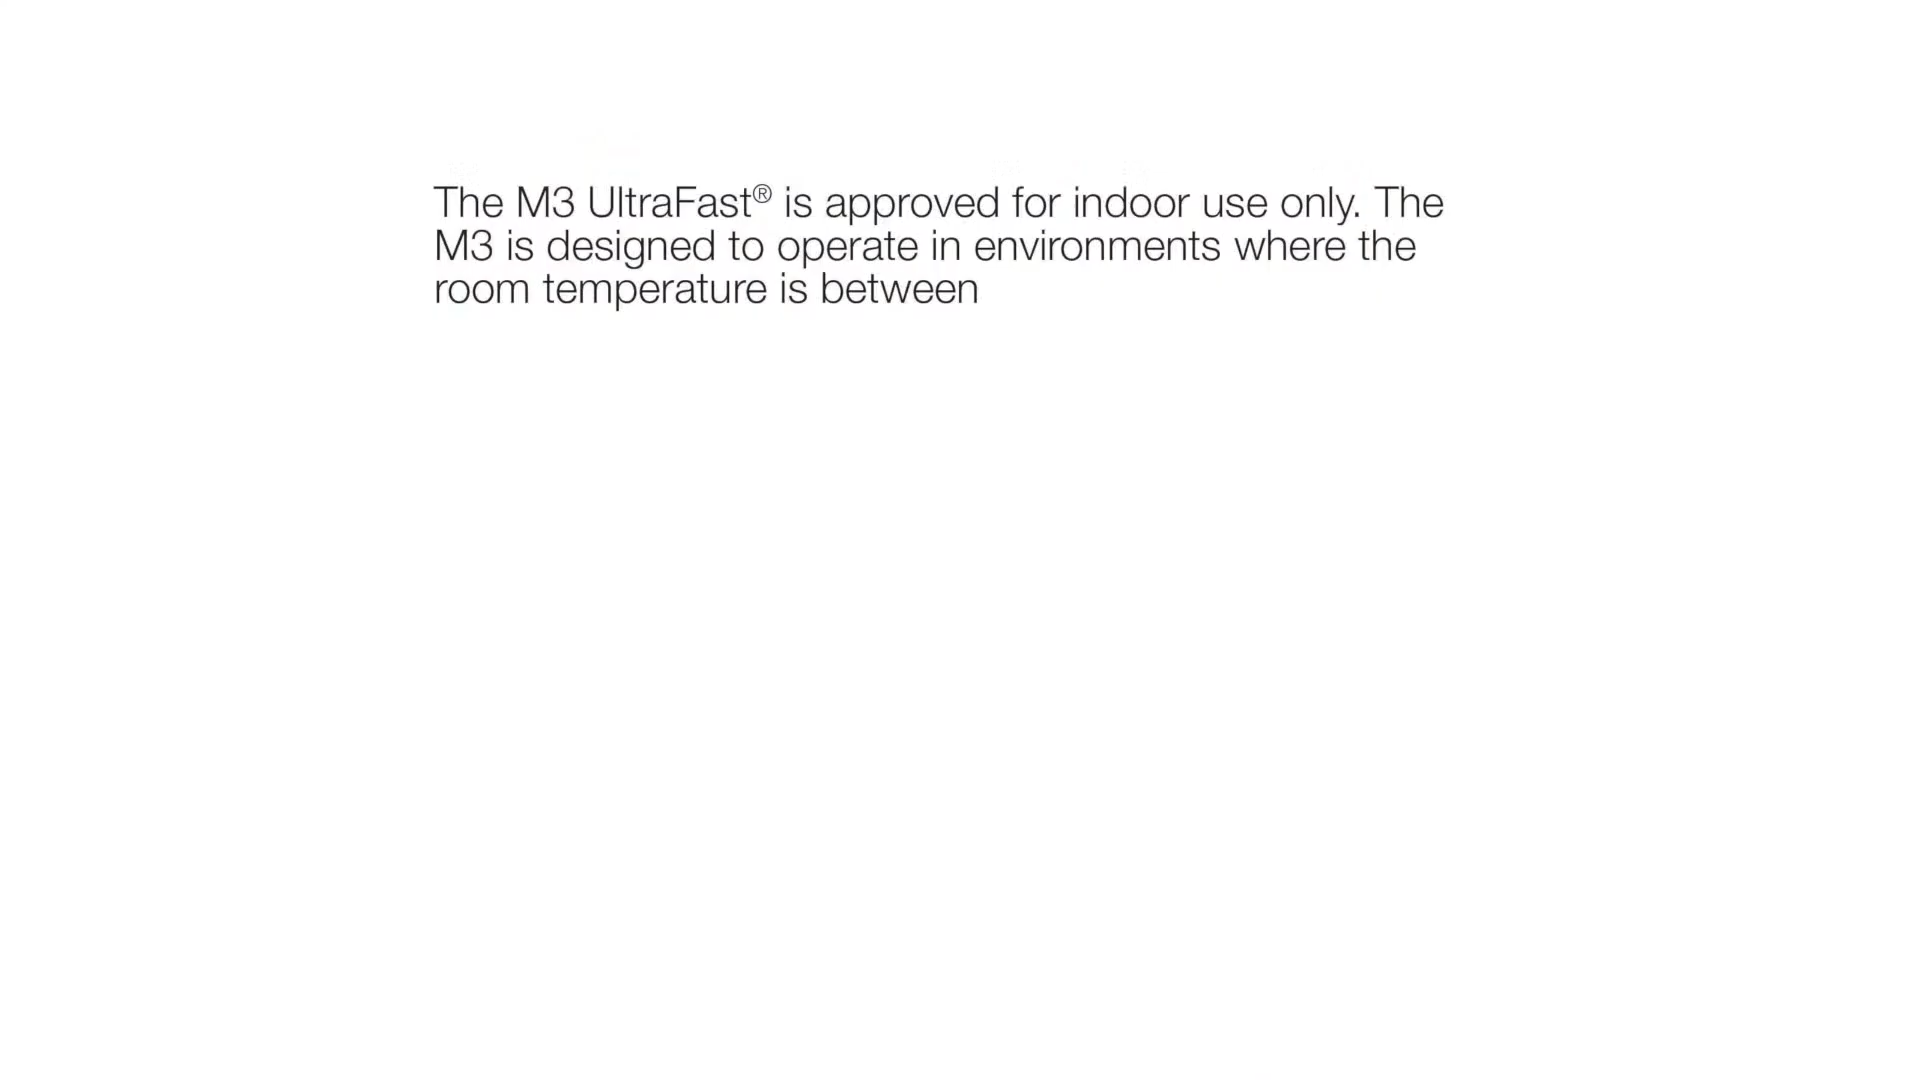 The M3 UltraFast® is approved for indoor use only. The
M3 is designed to operate in environments where the
room temperature is between